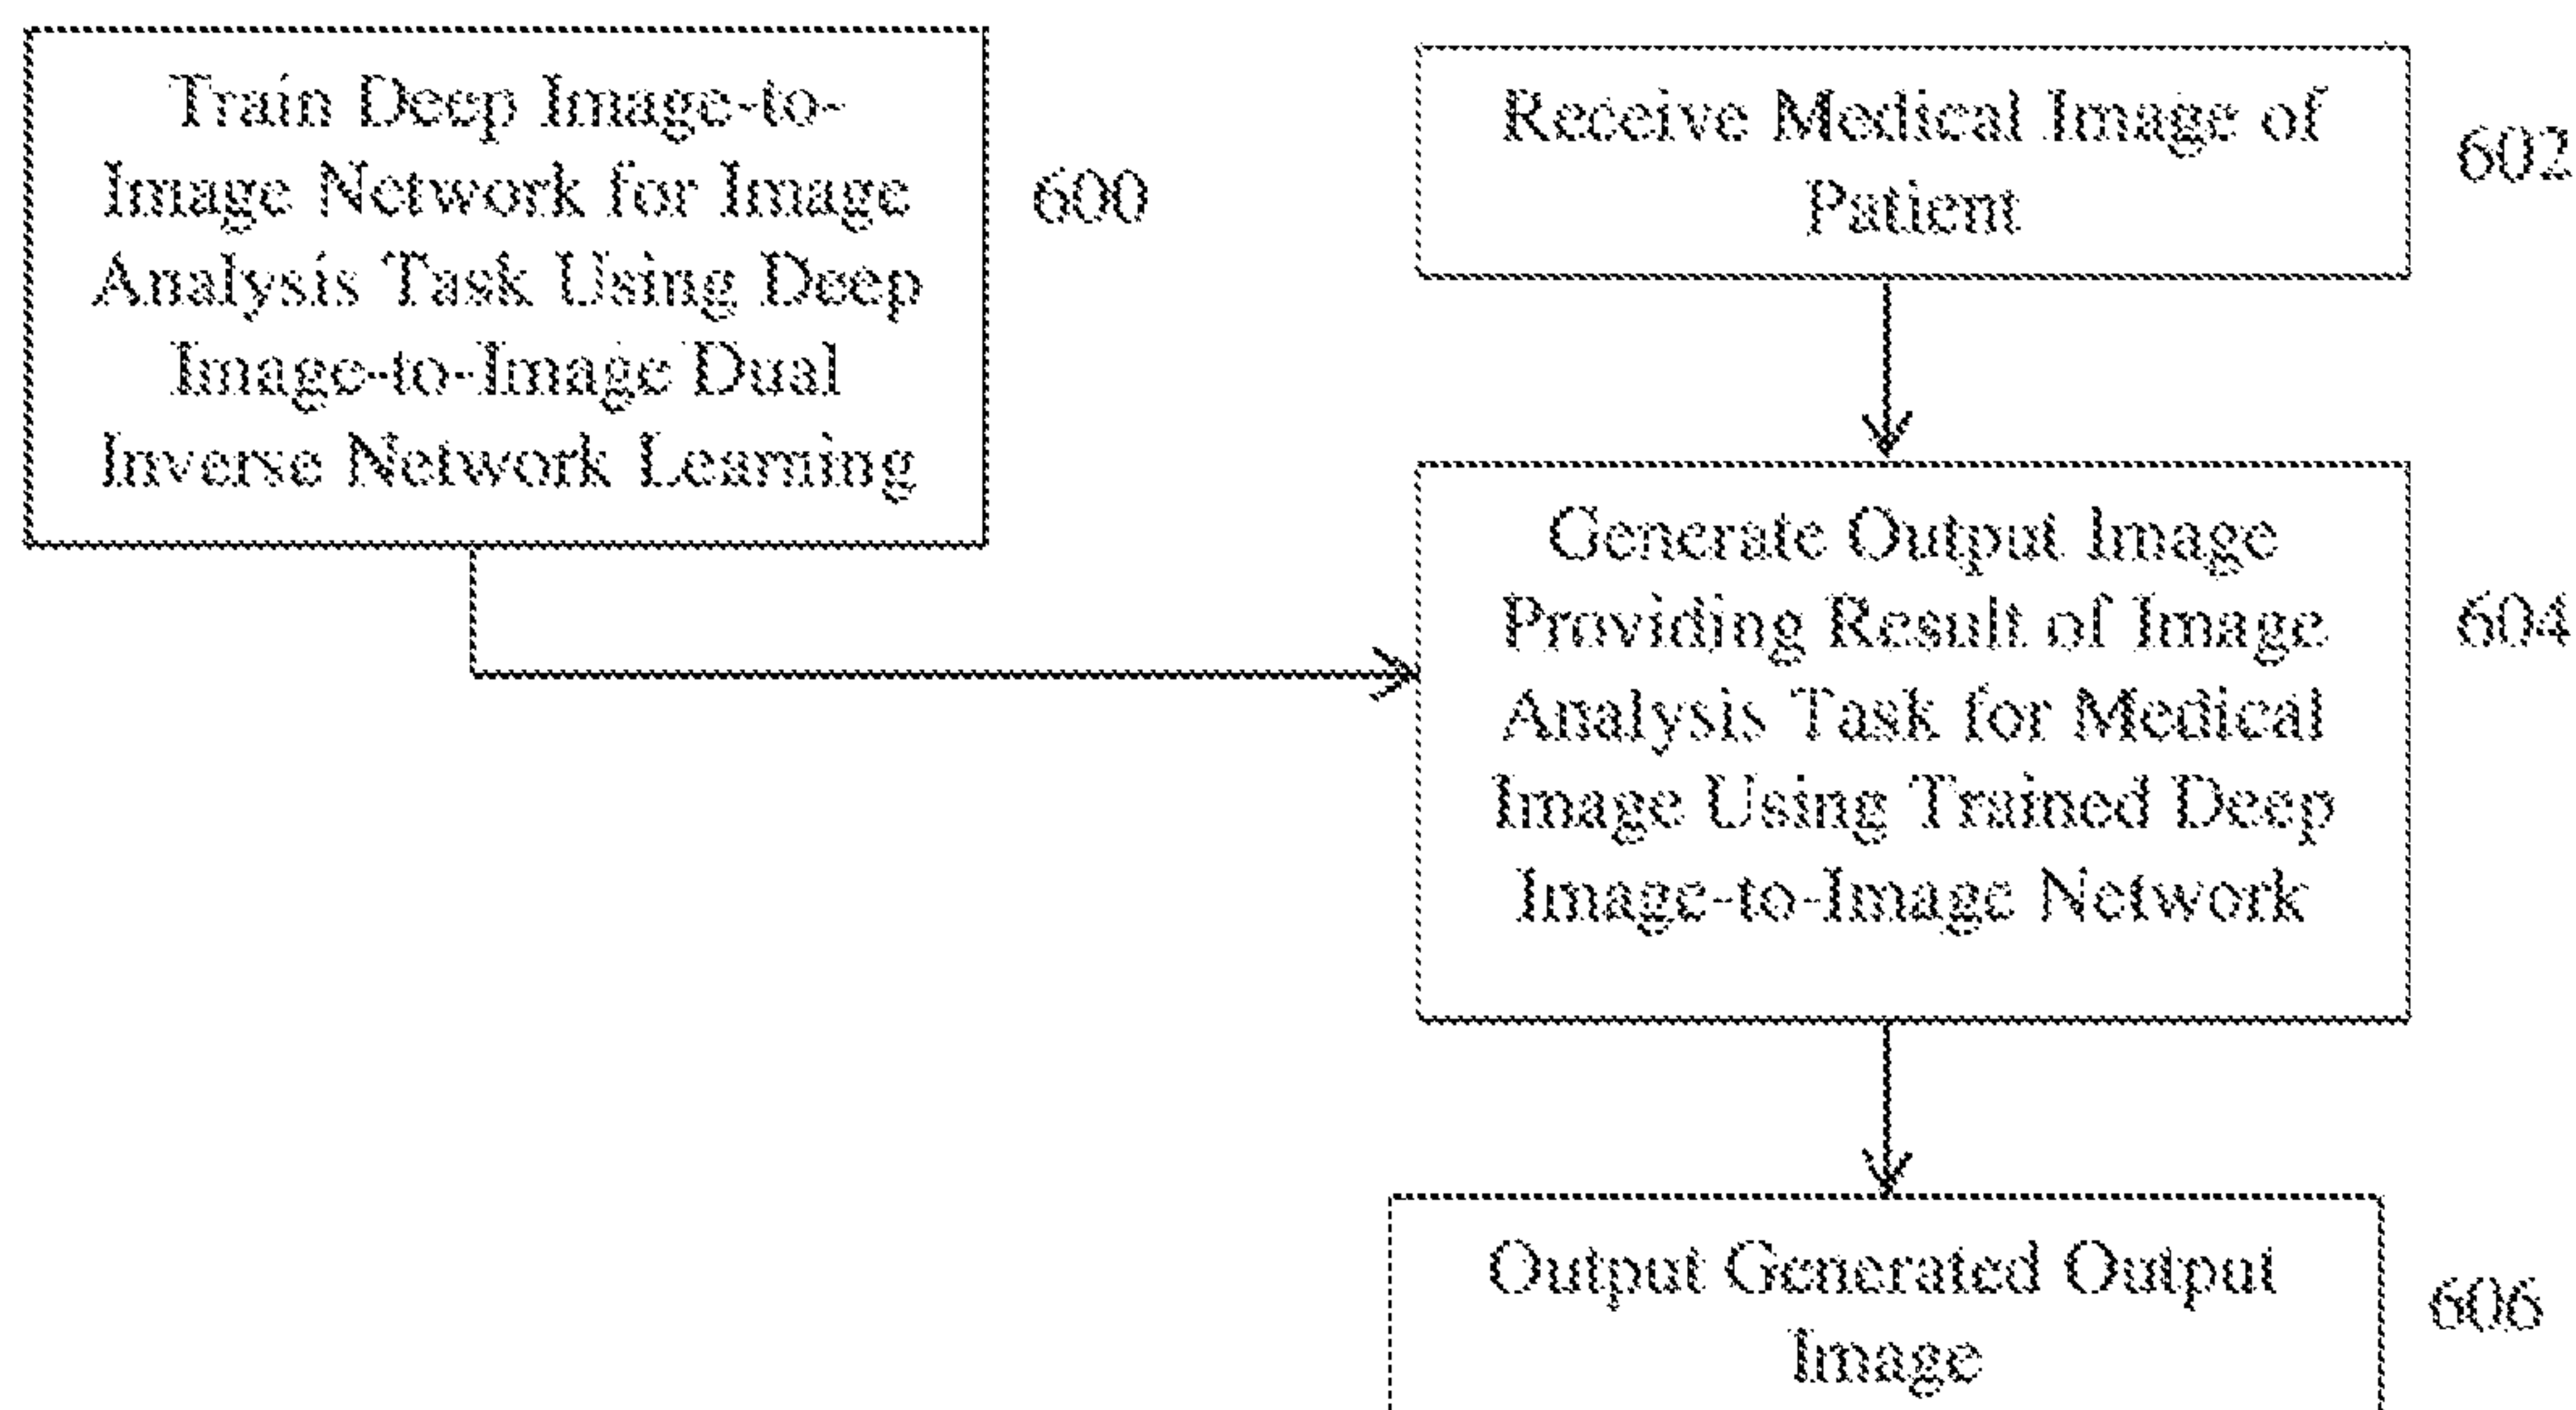 Train Deep Image-to-
Image Network for Image
Analysis Task Using Deep
Image-to-Image Dual
Inverse Network Learning
600
Receive Medical Image of
Patient
602
Generate Output Image
Providing Result of Image
Analysis Task for Medical
Image Using Trained Deep
Image-to-Image Network
604
Output Generated Output
Image
606